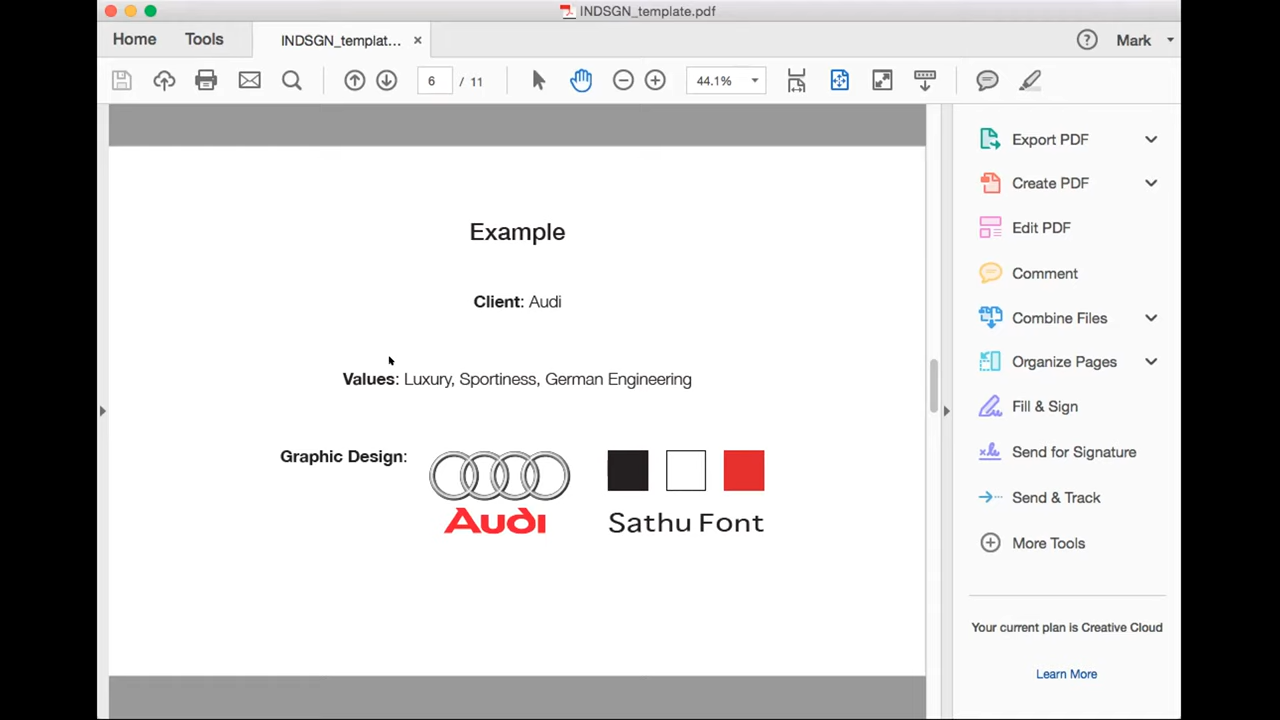 INDSGN_template.pdf
Home Tools INDSGN_templat... × ? Mark
6 / 11 44.1%
Example
Client: Audi
Values: Luxury, Sportiness, German Engineering
Graphic Design:
Audi
Sathu Font
Export PDF
Create PDF
Edit PDF
Comment
Combine Files
Organize Pages
Fill & Sign
Send for Signature
Send & Track
More Tools
Your current plan is Creative Cloud
Learn More